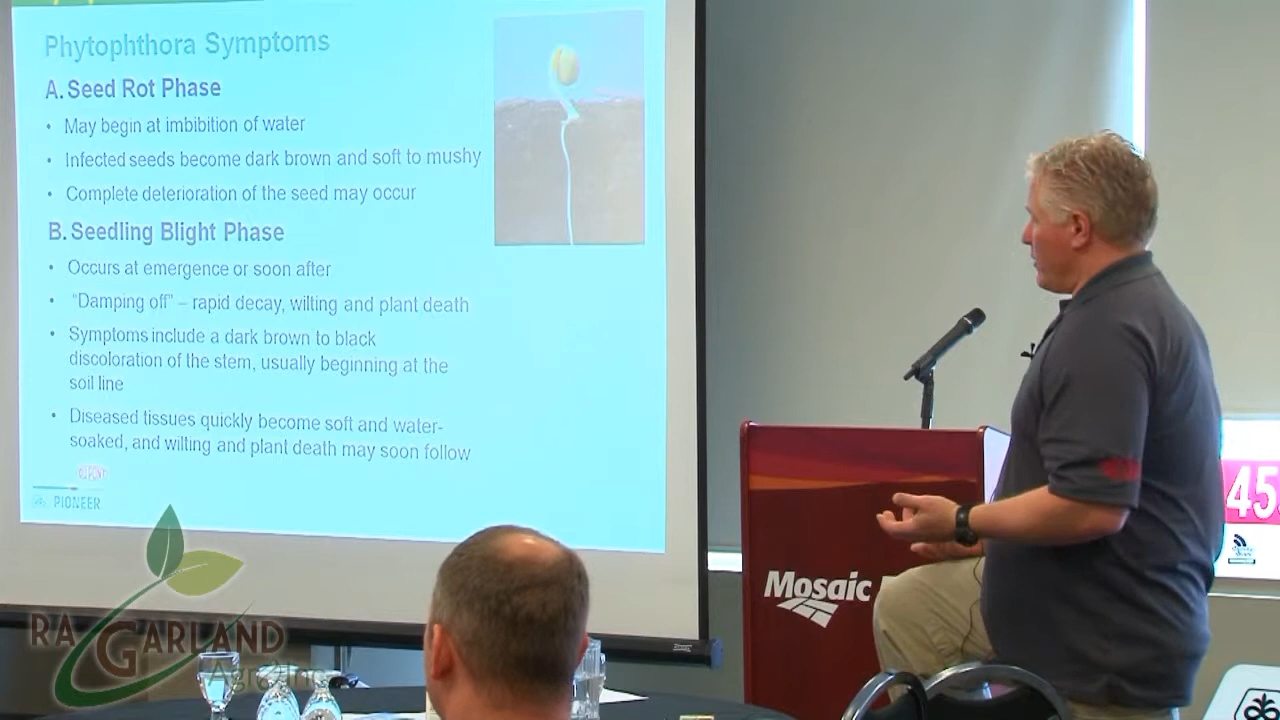 Phytophthora Symptoms
A. Seed Rot Phase
• May begin at imbibition of water
• Infected seeds become dark brown and soft to mushy
• Complete deterioration of the seed may occur
B. Seedling Blight Phase
• Occurs at emergence or soon after
• "Damping off" – rapid decay, wilting and plant death
• Symptoms include a dark brown to black
discoloration of the stem, usually beginning at the
soil line
• Diseased tissues quickly become soft and water-
soaked, and wilting and plant death may soon follow
DUPONT
PIONEER
Mosaic
45
RA GARLAND
Agro Inc